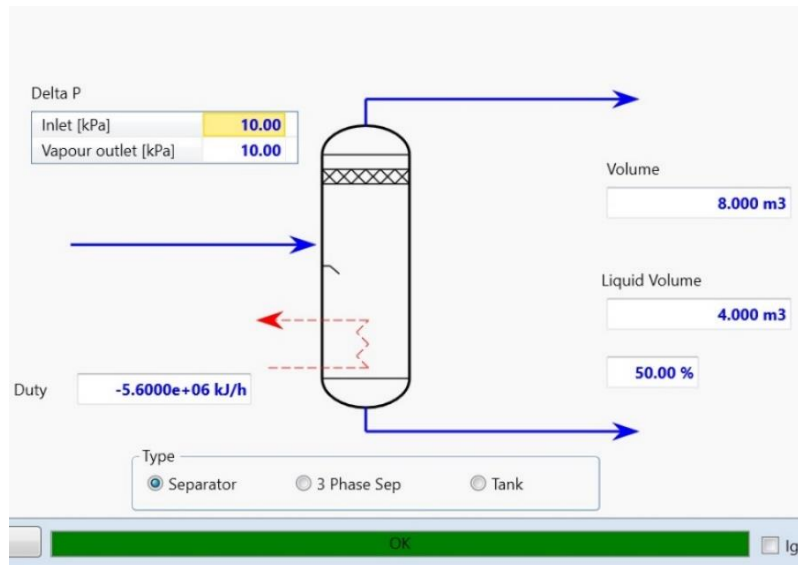 Delta P
Inlet [kPa] 10.00
Vapour outlet [kPa] 10.00
Volume
8.000 m3
Liquid Volume
4.000 m3
50.00 %
Duty -5.6000e+06 kJ/h
Type
Separator 3 Phase Sep Tank
OK
Ig